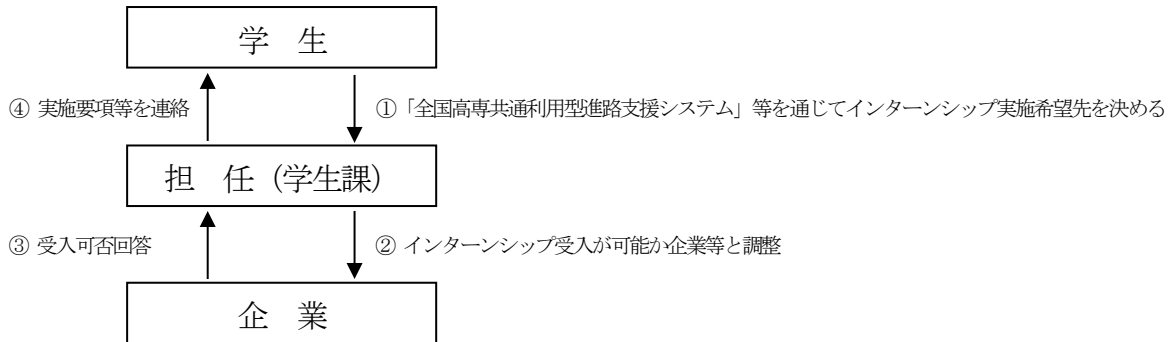 学 生
④ 実施要項等を連絡
①「全国高専共通利用型進路支援システム」等を通じてインターンシップ実施希望先を決める
担 任(学生課)
③ 受入可否回答
② インターンシップ受入が可能か企業等と調整
企 業